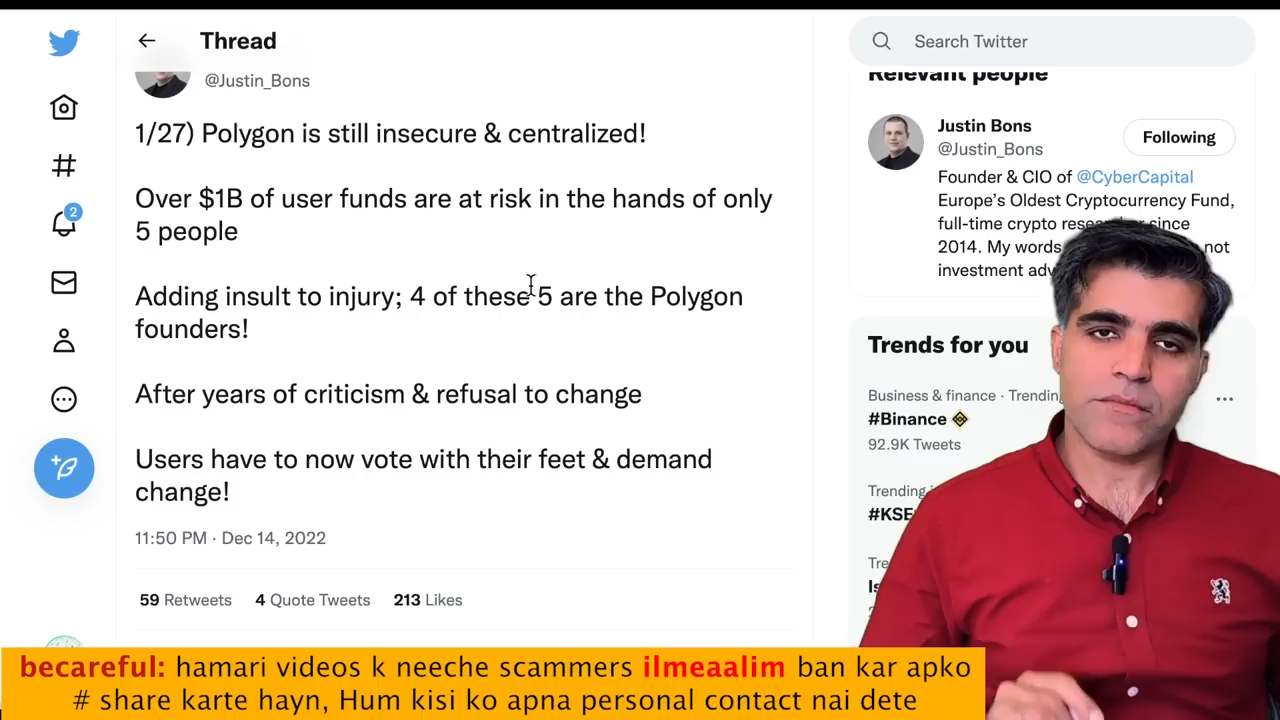 Thread
@Justin_Bons
1/27) Polygon is still insecure & centralized!
Over $1B of user funds are at risk in the hands of only
5 people
Adding insult to injury; 4 of these 5 are the Polygon
founders!
After years of criticism & refusal to change
Users have to now vote with their feet & demand
change!
11:50 PM · Dec 14, 2022
59 Retweets 4 Quote Tweets 213 Likes
2
Search Twitter
Relevant people
Justin Bons
@Justin_Bons
Following
Founder & CIO of @CyberCapital
Europe's Oldest Cryptocurrency Fund,
full-time crypto since
2014. My words not
investment
Trends for you
Business & finance · Trending
#Binance
92.9K Tweets
Trending
#KSE
becareful: hamari videos k neeche scammers ilmeaalim ban kar apko
# share karte hayn, Hum kisi ko apna personal contact nai dete